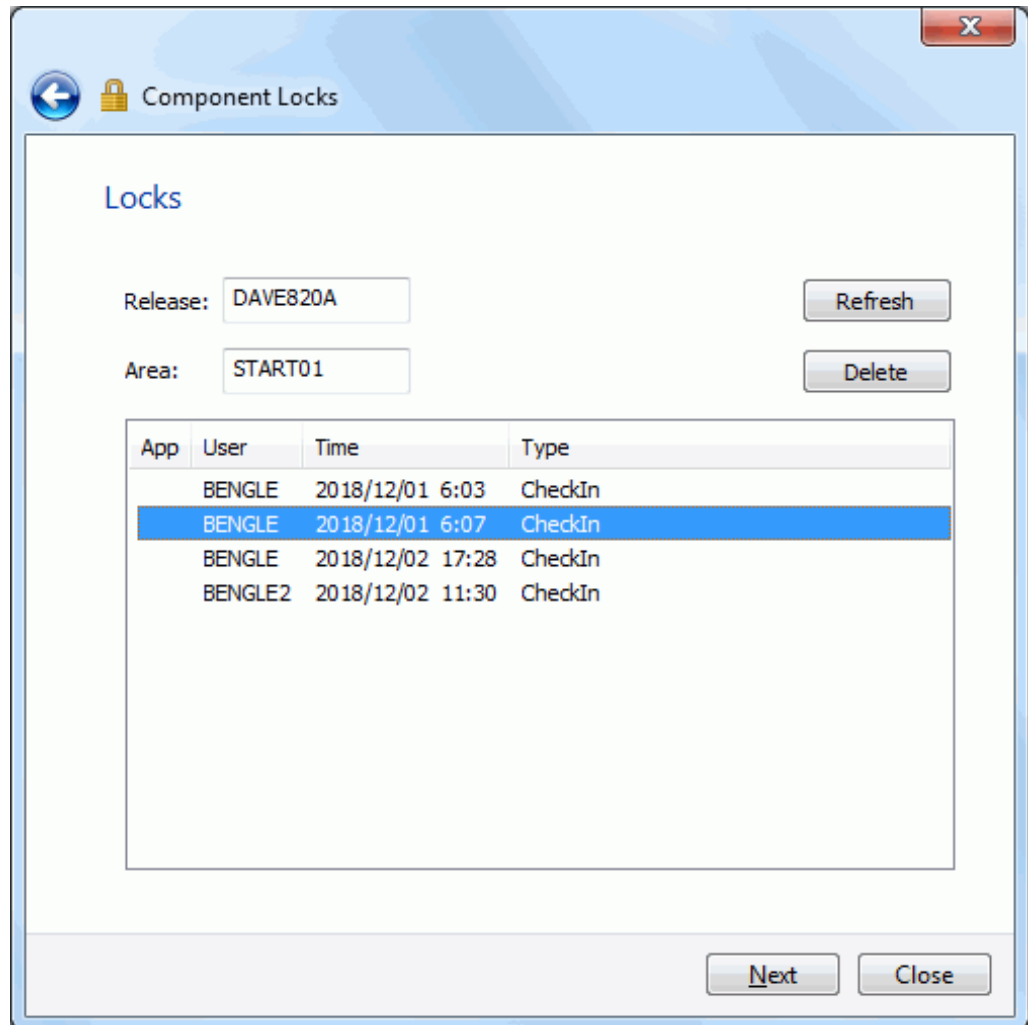 X
Component Locks
Locks
Release: DAVE820A Refresh
Area: START01 Delete
App User Time Type
BENGLE 2018/12/01 6:03 CheckIn
BENGLE 2018/12/01 6:07 CheckIn
BENGLE 2018/12/02 17:28 CheckIn
BENGLE2 2018/12/02 11:30 CheckIn
Next Close